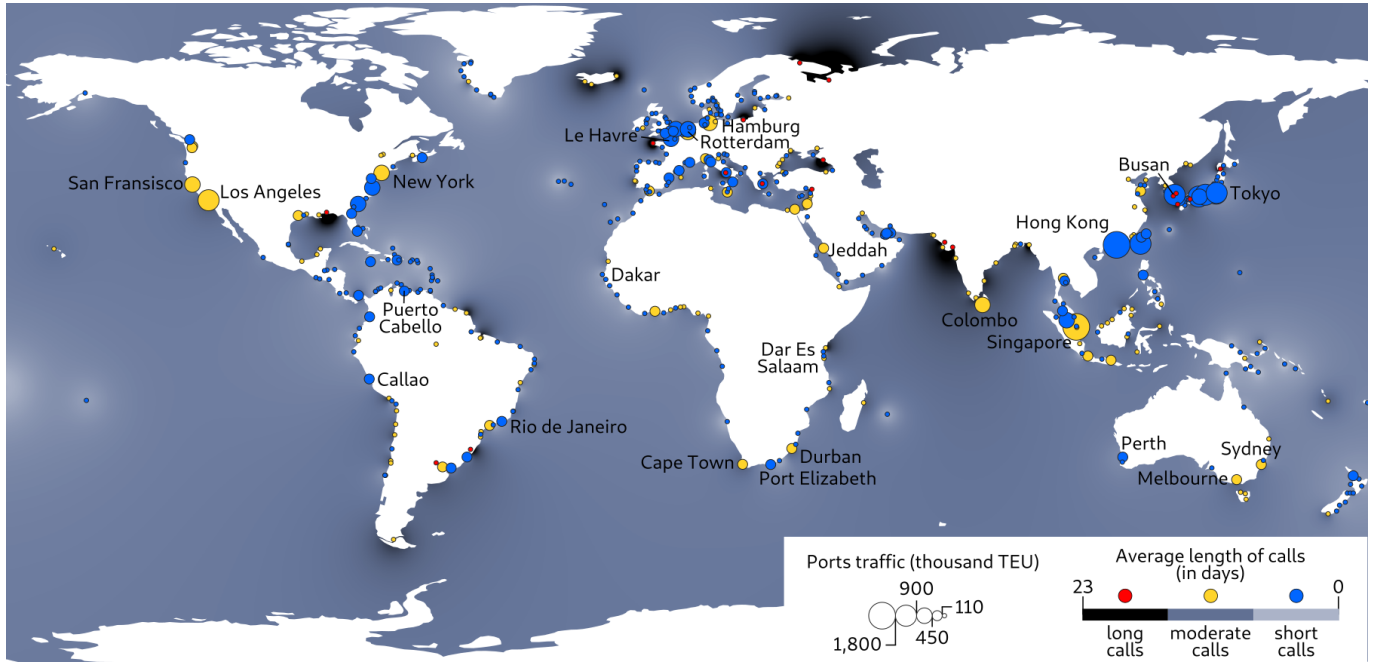 Le Havre
Hamburg
Rotterdam
San Fransisco
Los Angeles
New York
Busan
Tokyo
Hong Kong
Jeddah
Dakar
Puerto
Cabello
Colombo
Singapore
Dar Es
Salaam
Callao
Rio de Janeiro
Perth
Sydney
Cape Town
Durban
Port Elizabeth
Melbourne
Ports traffic (thousand TEU)
900
110
450
1,800
Average length of calls
(in days)
23
0
long
calls
moderate
calls
short
calls